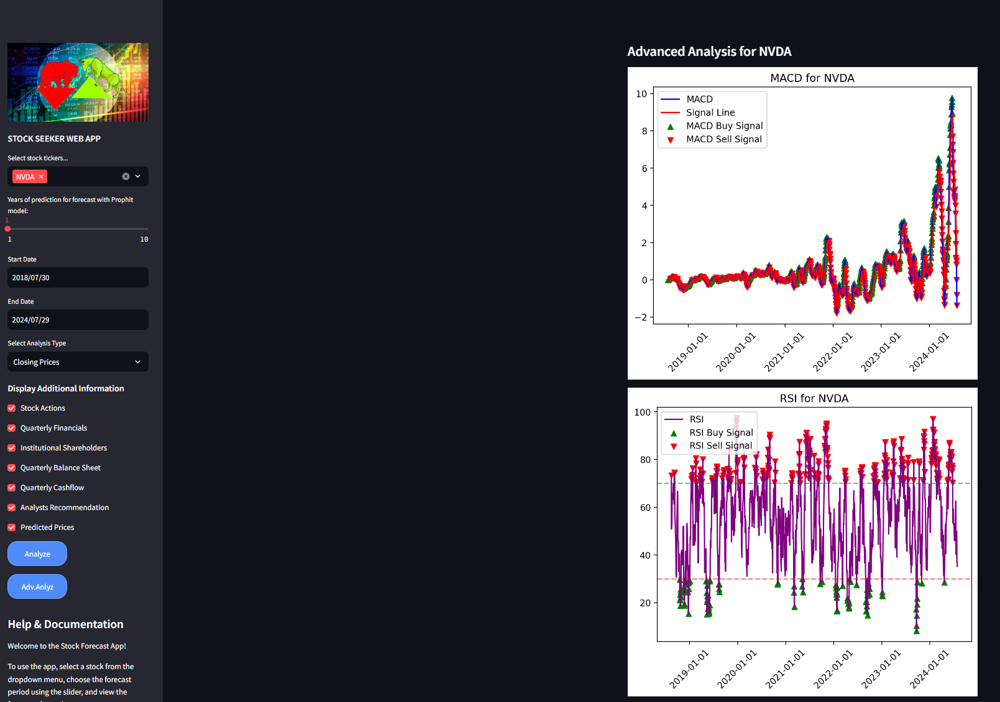 STOCK SEEKER WEB APP
Select stock tickers...
NVDA
Years of prediction for forecast with Prophit
model:
1
1 10
Start Date
2018/07/30
End Date
2024/07/29
Select Analysis Type
Closing Prices
Display Additional Information
Stock Actions
Quarterly Financials
Institutional Shareholders
Quarterly Balance Sheet
Quarterly Cashflow
Analysts Recommendation
Predicted Prices
Analyze
Adv.Anlyz
Help & Documentation
Welcome to the Stock Forecast App!
To use the app, select a stock from the
dropdown menu, choose the forecast
period using the slider, and view the
Advanced Analysis for NVDA
MACD for NVDA
MACD
Signal Line
MACD Buy Signal
MACD Sell Signal
10
8
6
4
2
0
−2
2019-01-01
2020-01-01
2021-01-01
2022-01-01
2023-01-01
2024-01-01
RSI for NVDA
RSI
RSI Buy Signal
RSI Sell Signal
100
80
60
40
20
2019-01-01
2020-01-01
2021-01-01
2022-01-01
2023-01-01
2024-01-01